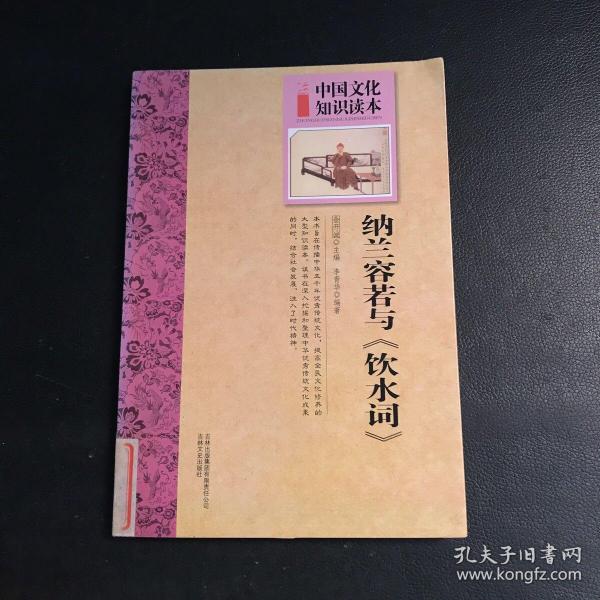 中国文化
知识读本
ZHONGGUOWENHUAZHISHIDUBEN
纳兰容若与《饮水词》
金开诚◎主编 李春华◎编著
本书旨在传播中华五千年优秀传统文化，提高全民文化修养的
大型知识读本。该书在深入挖掘和整理中华优秀传统文化成果
的同时，结合社会发展，注入了时代精神。
吉林出版集团有限责任公司
吉林文史出版社
孔夫子旧书网
www.kongfz.com